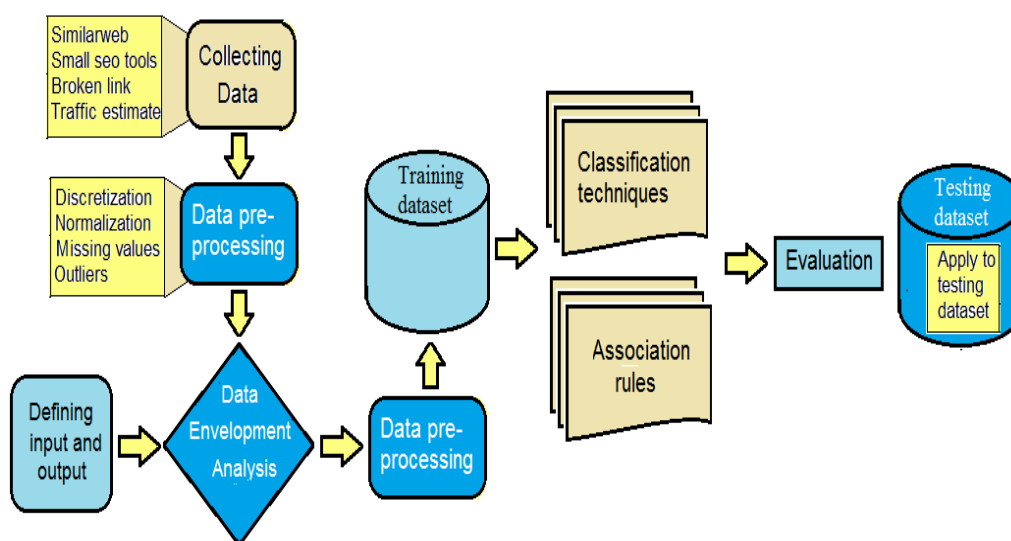 Similarweb
Small seo tools
Broken link
Traffic estimate
Collecting
Data
Discretization
Normalization
Missing values
Outliers
Data pre-
processing
Defining
input and
output
Data
Envelopment
Analysis
Data pre-
processing
Training
dataset
Classification
techniques
Association
rules
Evaluation
Testing
dataset
Apply to
testing
dataset